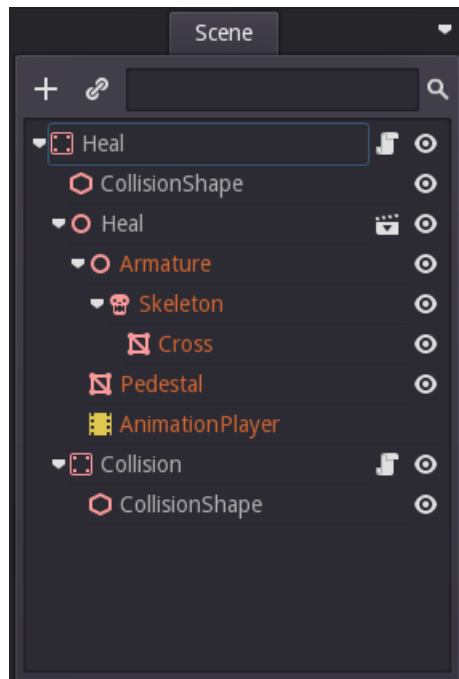 Scene
Heal
CollisionShape
Heal
Armature
Skeleton
Cross
Pedestal
AnimationPlayer
Collision
CollisionShape